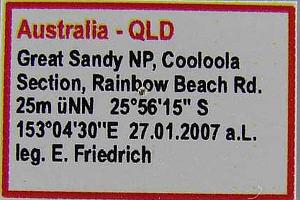 Australia - QLD
Great Sandy NP, Cooloola
Section, Rainbow Beach Rd.
25m üNN 25°56'15" S
153°04'30"E 27.01.2007 a.L.
leg. E. Friedrich